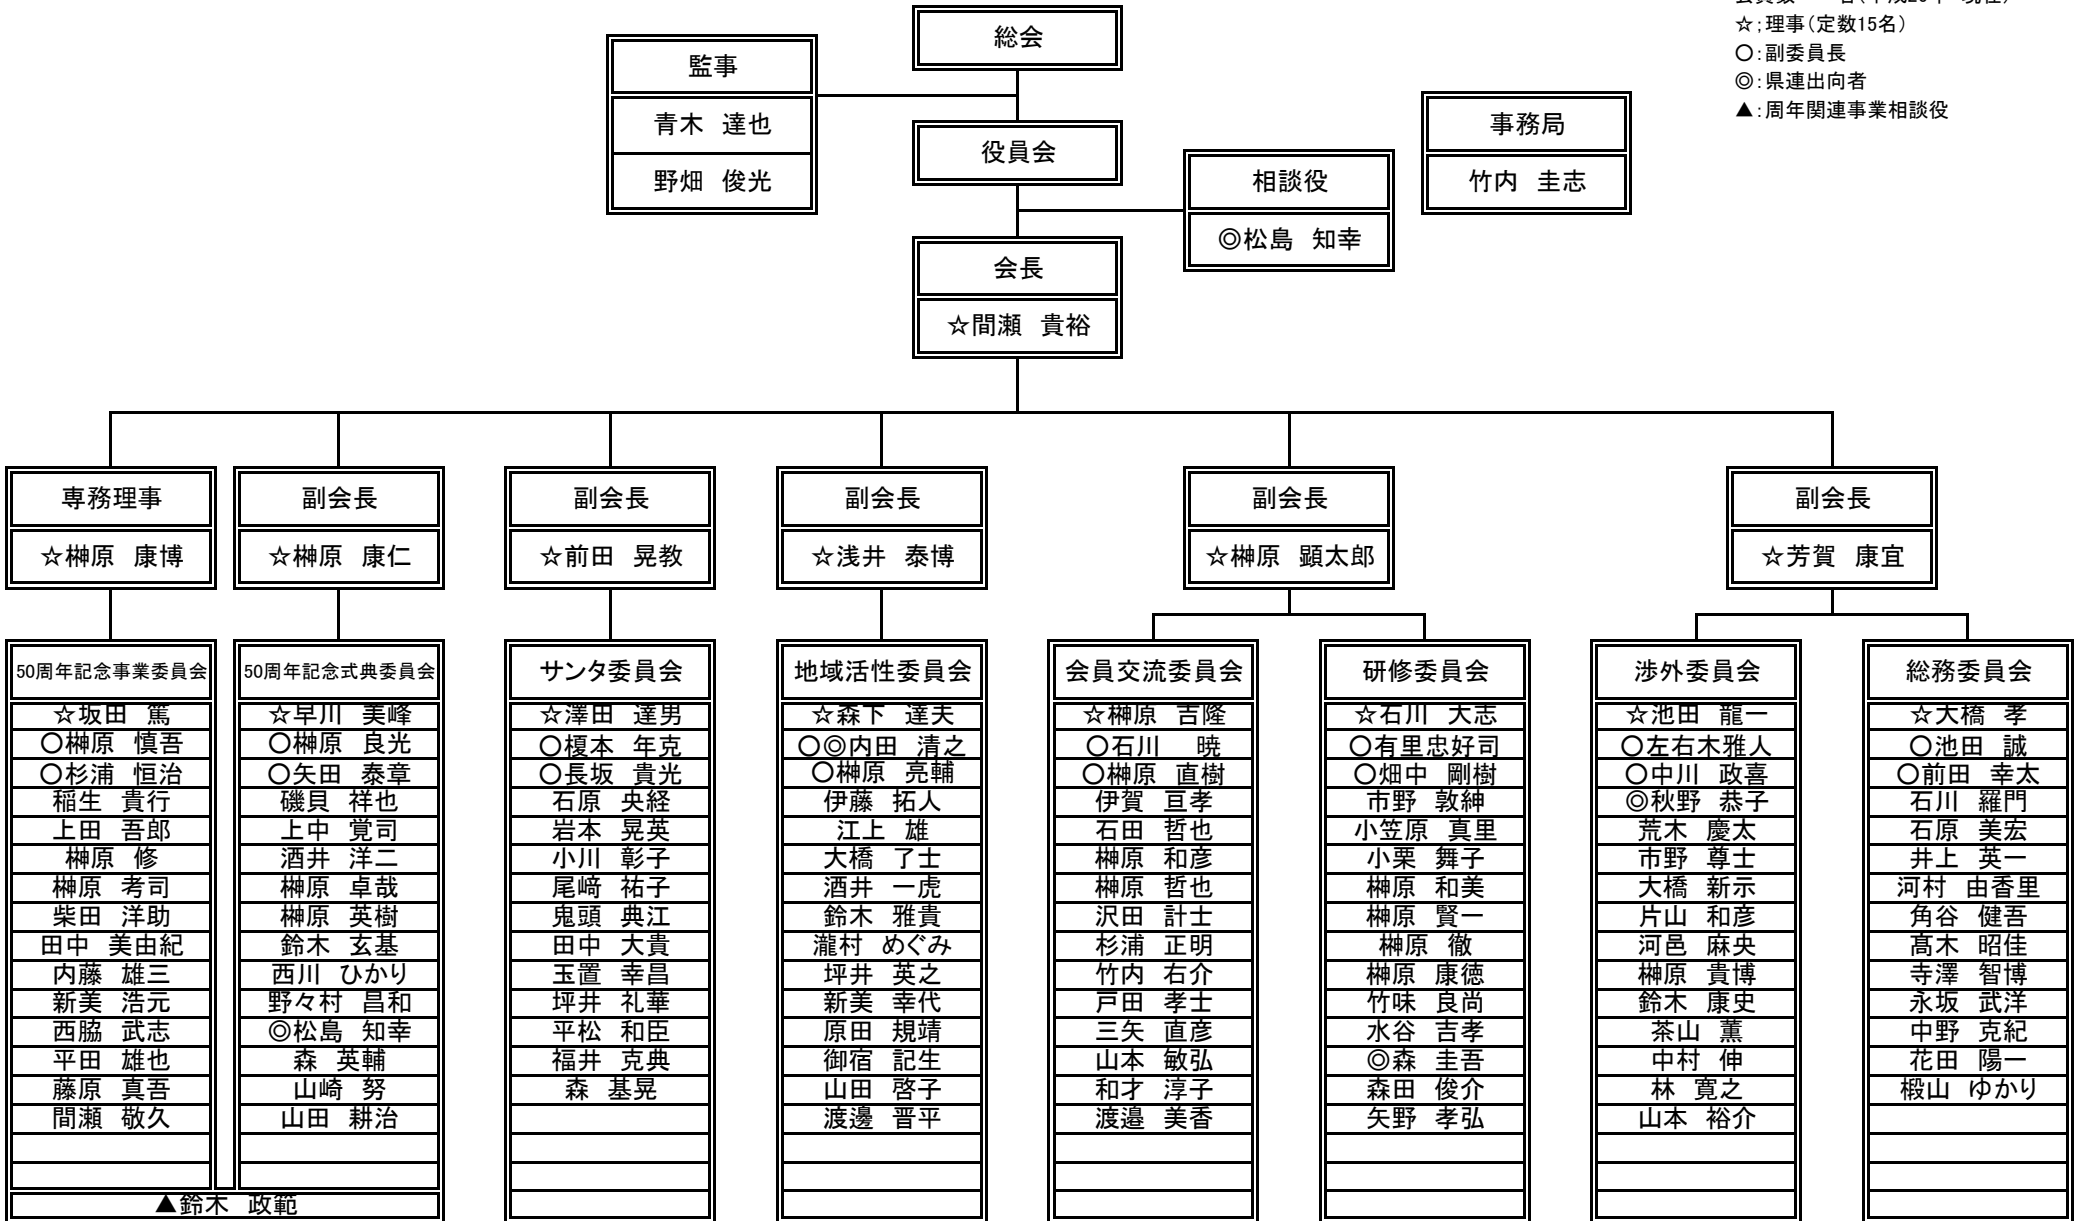 ☆；理事（定数15名）
〇：副委員長
◎：県連出向者
▲：周年関連事業相談役
総会
監事
青木 達也
野畑 俊光
役員会
事務局
竹内 圭志
相談役
◎松島 知幸
会長
☆間瀬 貴裕
専務理事
☆榊原 康博
副会長
☆榊原 康仁
副会長
☆前田 晃教
副会長
☆浅井 泰博
副会長
☆榊原 顕太郎
副会長
☆芳賀 康宜
50周年記念事業委員会
☆坂田 篤
〇榊原 慎吾
〇杉浦 恒治
稲生 貴行
上田 吾郎
榊原 修
榊原 考司
柴田 洋助
田中 美由紀
内藤 雄三
新美 浩元
西脇 武志
平田 雄也
藤原 真吾
間瀬 敬久
50周年記念式典委員会
☆早川 美峰
〇榊原 良光
〇矢田 泰章
磯貝 祥也
上中 覚司
酒井 洋二
榊原 卓哉
榊原 英樹
鈴木 玄基
西川 ひかり
野々村 昌和
◎松島 知幸
森 英輔
山崎 努
山田 耕治
▲鈴木 政範
サンタ委員会
☆澤田 達男
〇榎本 年克
〇長坂 貴光
石原 央経
岩本 晃英
小川 彰子
尾﨑 祐子
鬼頭 典江
田中 大貴
玉置 幸昌
坪井 礼華
平松 和臣
福井 克典
森 基晃
地域活性委員会
☆森下 達夫
〇◎内田 清之
〇榊原 亮輔
伊藤 拓人
江上 雄
大橋 了士
酒井 一虎
鈴木 雅貴
瀧村 めぐみ
坪井 英之
新美 幸代
原田 規靖
御宿 記生
山田 啓子
渡邊 晋平
会員交流委員会
☆榊原 吉隆
〇石川 暁
〇榊原 直樹
伊賀 亘孝
石田 哲也
榊原 和彦
榊原 哲也
沢田 計士
杉浦 正明
竹内 右介
戸田 孝士
三矢 直彦
山本 敏弘
和才 淳子
渡邉 美香
研修委員会
☆石川 大志
〇有里忠好司
〇畑中 剛樹
市野 敦紳
小笠原 真里
小栗 舞子
榊原 和美
榊原 賢一
榊原 徹
榊原 康徳
竹味 良尚
水谷 吉孝
◎森 圭吾
森田 俊介
矢野 孝弘
渉外委員会
☆池田 龍一
〇左右木雅人
〇中川 政喜
◎秋野 恭子
荒木 慶太
市野 尊士
大橋 新示
片山 和彦
河邑 麻央
榊原 貴博
鈴木 康史
茶山 薫
中村 伸
林 寛之
山本 裕介
総務委員会
☆大橋 孝
〇池田 誠
〇前田 幸太
石川 羅門
石原 美宏
井上 英一
河村 由香里
角谷 健吾
髙木 昭佳
寺澤 智博
永坂 武洋
中野 克紀
花田 陽一
椴山 ゆかり